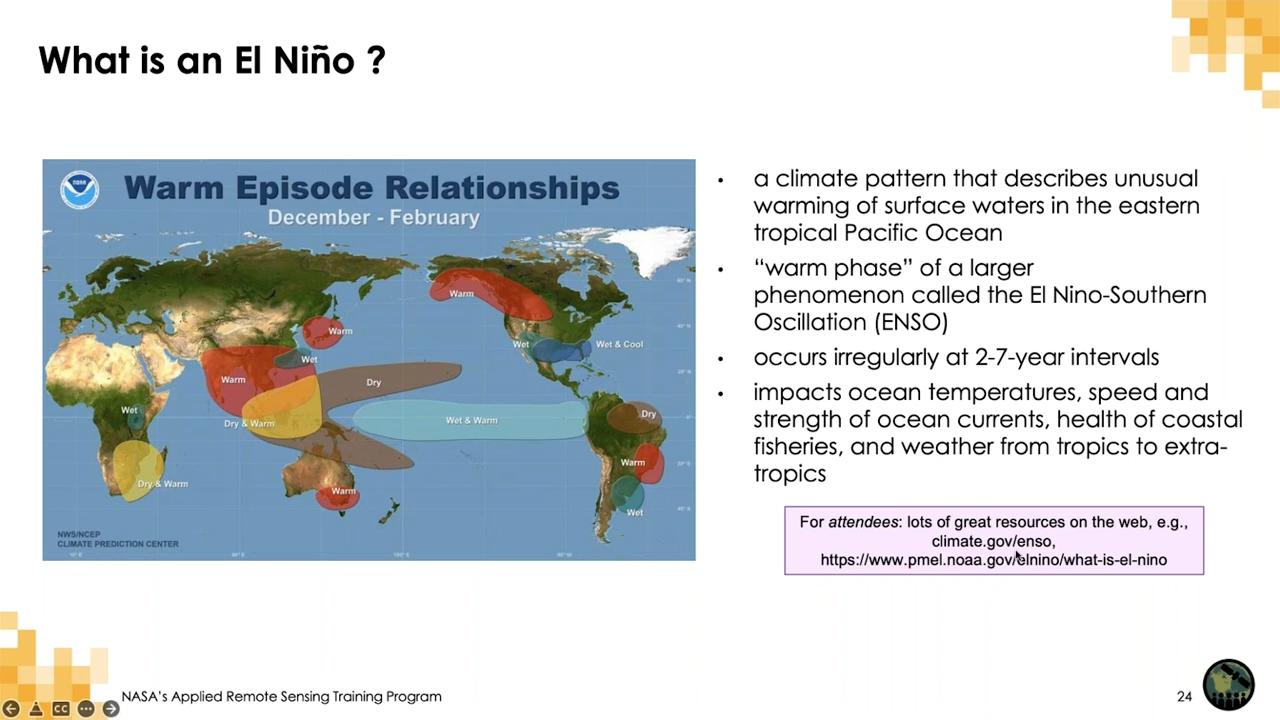 What is an El Niño ?
Warm Episode Relationships
December - February
Warm
Warm
Wet
Wet & Cool
Wet
Warm
Dry
Wet
Dry & Warm
Wet & Warm
Dry
Dry & Warm
Warm
Warm
Wet
NWS/NCEP
CLIMATE PREDICTION CENTER
• a climate pattern that describes unusual
warming of surface waters in the eastern
tropical Pacific Ocean
• “warm phase” of a larger
phenomenon called the El Nino-Southern
Oscillation (ENSO)
• occurs irregularly at 2-7-year intervals
• impacts ocean temperatures, speed and
strength of ocean currents, health of coastal
fisheries, and weather from tropics to extra-
tropics
For attendees: lots of great resources on the web, e.g.,
climate.gov/enso,
https://www.pmel.noaa.gov/elnino/what-is-el-nino
NASA’s Applied Remote Sensing Training Program
24
CC